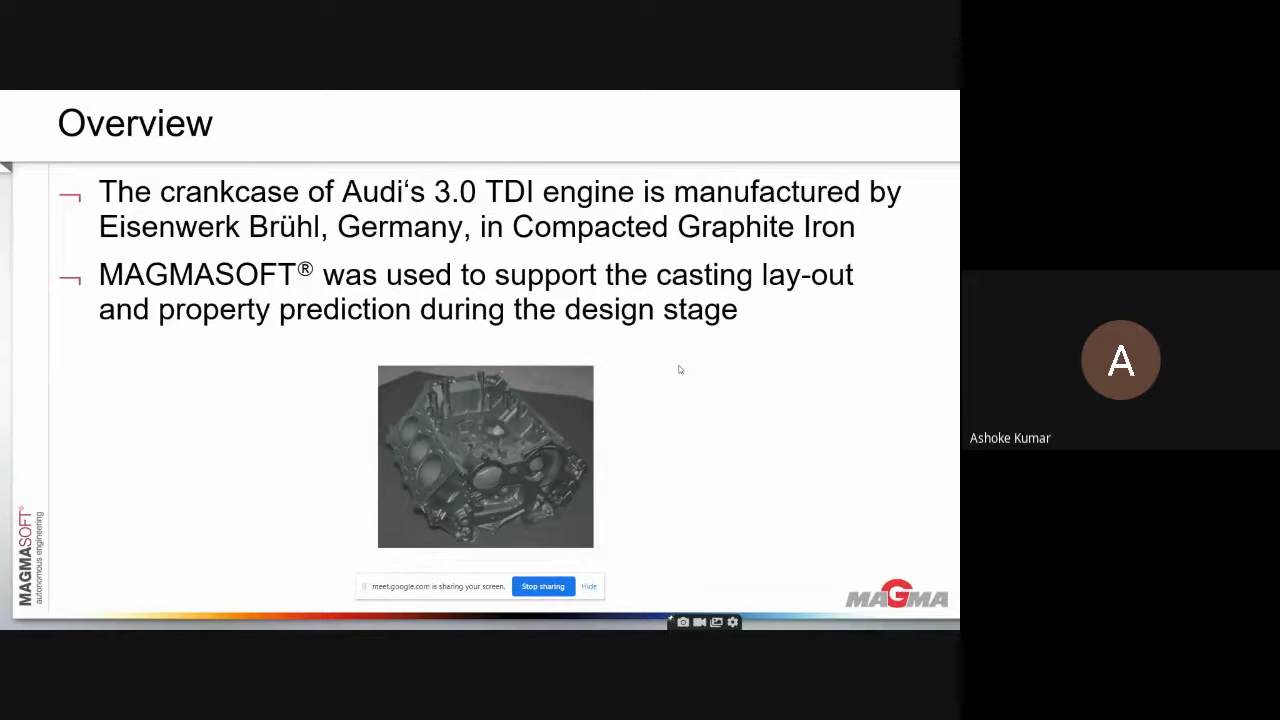 Overview
The crankcase of Audi‘s 3.0 TDI engine is manufactured by
Eisenwerk Brühl, Germany, in Compacted Graphite Iron
MAGMASOFT® was used to support the casting lay-out
and property prediction during the design stage
MAGMASOFT®
autonomous engineering
meet.google.com is sharing your screen.
Stop sharing
Hide
MAGMA
A
Ashoke Kumar